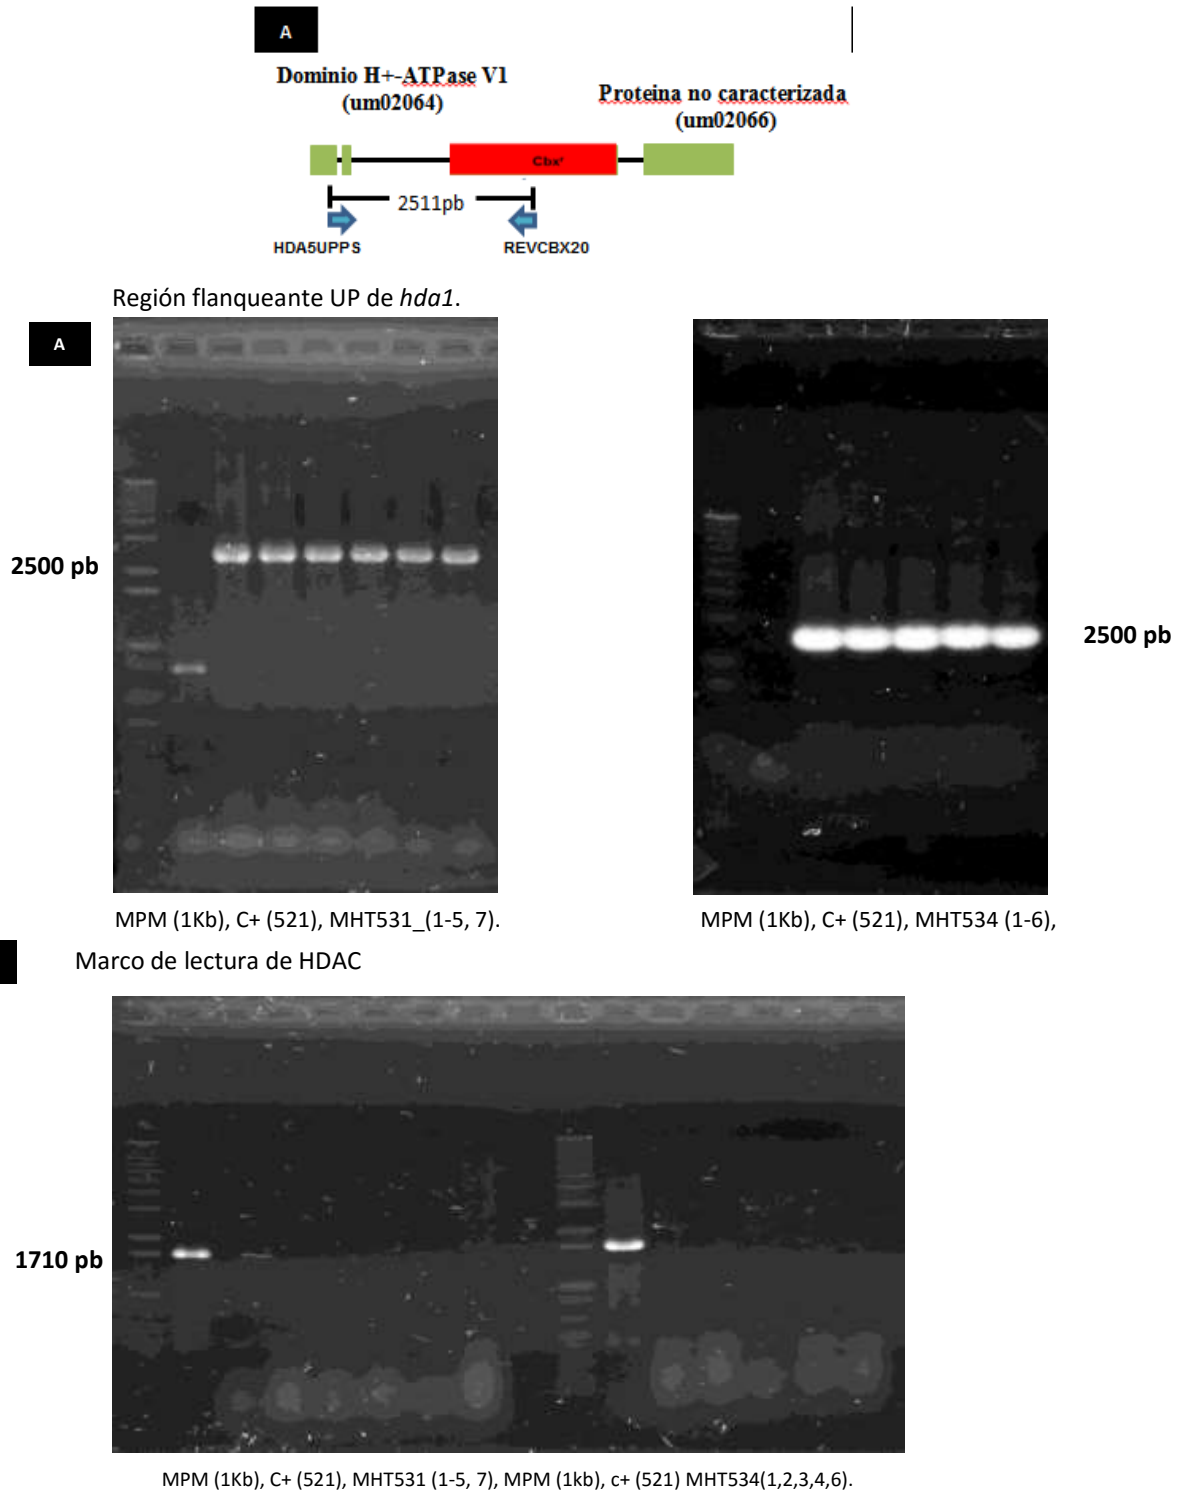 A
Dominio H+-ATPase V1
(um02064)
Proteina no caracterizada
(um02066)
Cbxʳ
2511pb
HDA5UPPS
REVCBX20
Región flanqueante UP de hda1.
A
2500 pb
2500 pb
MPM (1Kb), C+ (521), MHT531_(1-5, 7).
MPM (1Kb), C+ (521), MHT534 (1-6),
Marco de lectura de HDAC
1710 pb
MPM (1Kb), C+ (521), MHT531 (1-5, 7), MPM (1kb), c+ (521) MHT534(1,2,3,4,6).